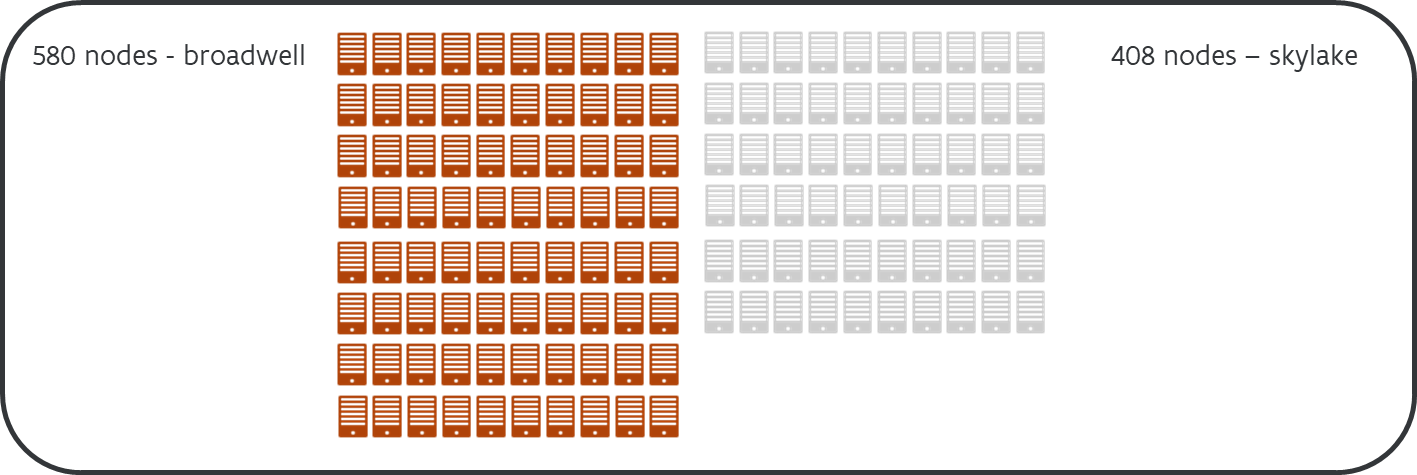 580 nodes - broadwell
408 nodes – skylake